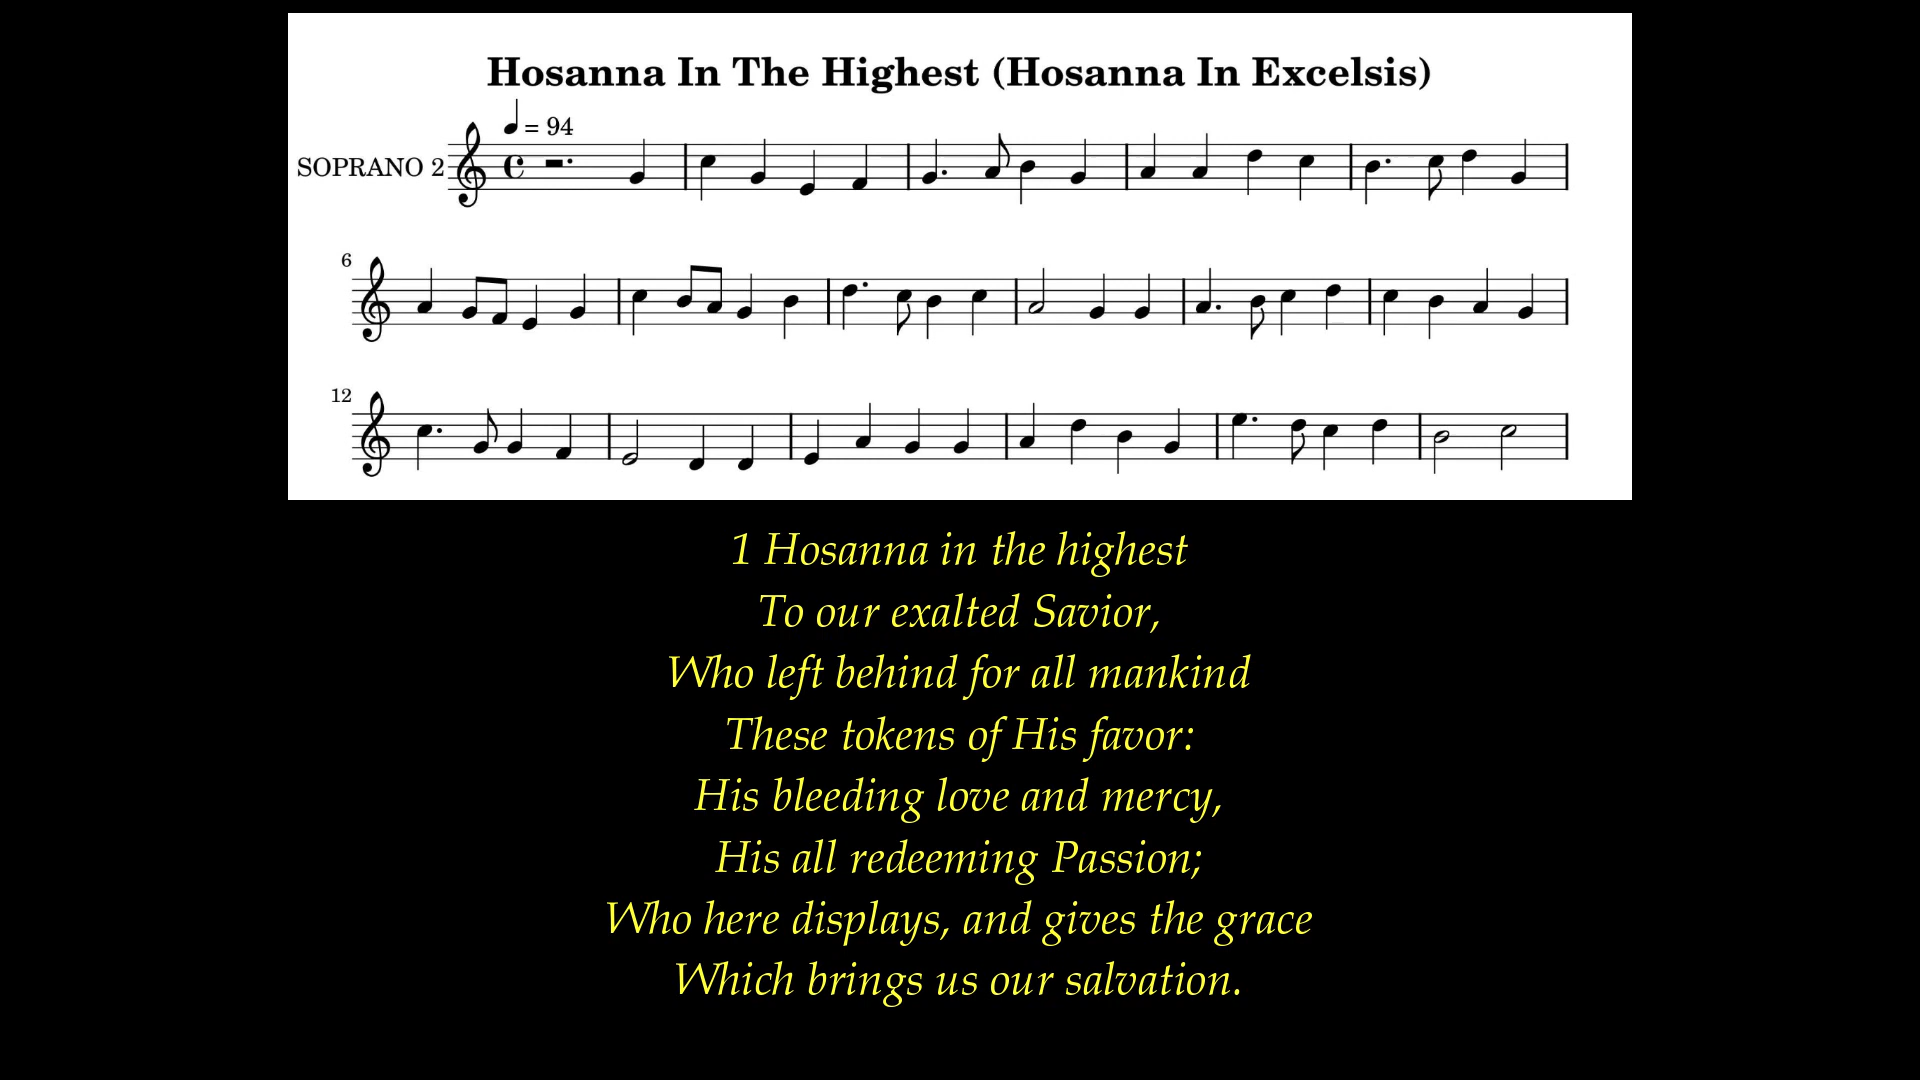 Hosanna In The Highest (Hosanna In Excelsis)
= 94
SOPRANO 2
6
12
1 Hosanna in the highest
To our exalted Savior,
Who left behind for all mankind
These tokens of His favor:
His bleeding love and mercy,
His all redeeming Passion;
Who here displays, and gives the grace
Which brings us our salvation.